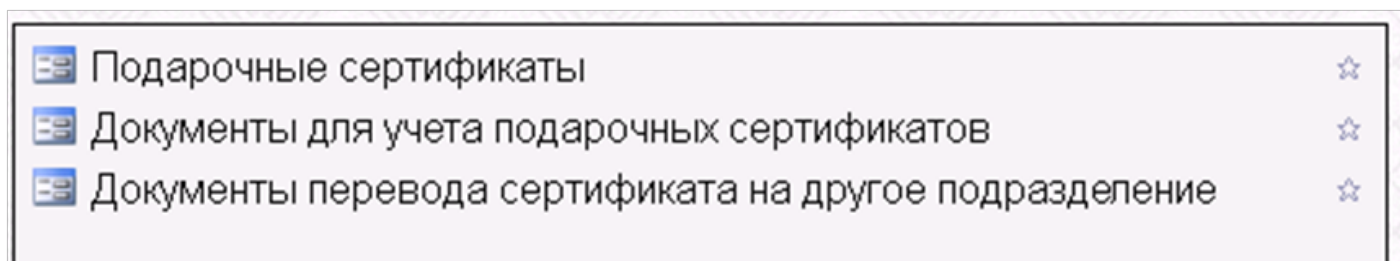 Подарочные сертификаты
Документы для учета подарочных сертификатов
Документы перевода сертификата на другое подразделение